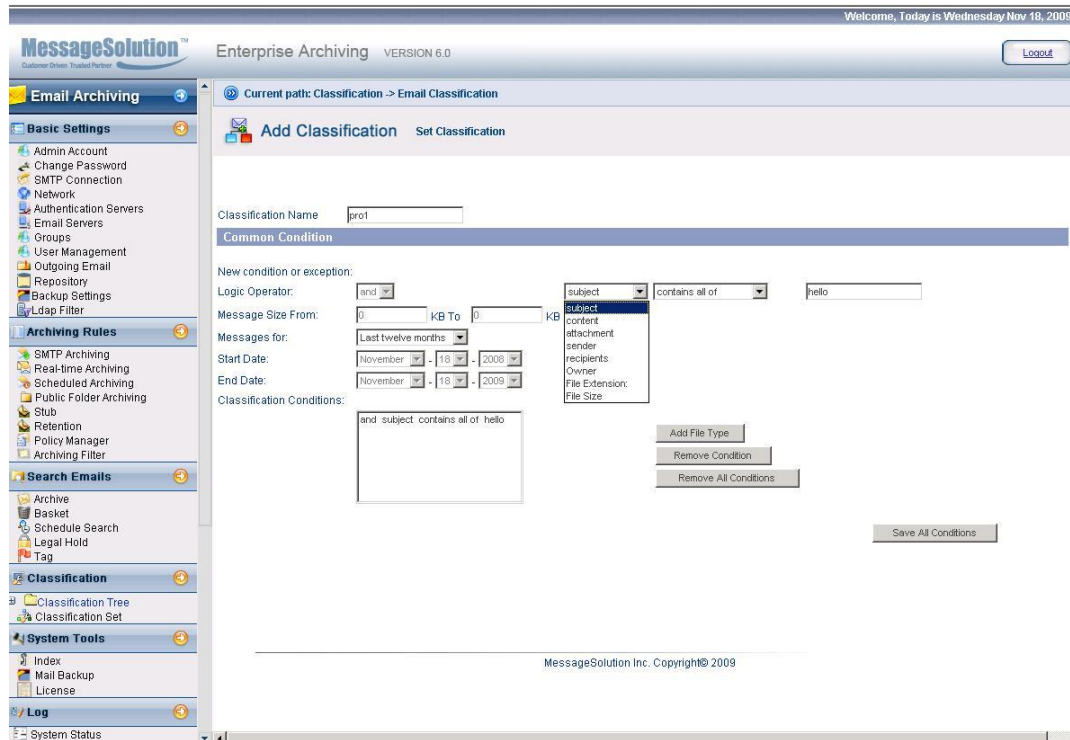 Welcome, Today is Wednesday Nov 18, 2009
MessageSolution™
Customer Driven Trusted Partner
Enterprise Archiving VERSION 6.0
Logout
Email Archiving
Basic Settings
Admin Account
Change Password
SMTP Connection
Network
Authentication Servers
Email Servers
Groups
User Management
Outgoing Email
Repository
Backup Settings
Ldap Filter
Archiving Rules
SMTP Archiving
Real-time Archiving
Scheduled Archiving
Public Folder Archiving
Stub
Retention
Policy Manager
Archiving Filter
Search Emails
Archive
Basket
Schedule Search
Legal Hold
Tag
Classification
Classification Tree
Classification Set
System Tools
Index
Mail Backup
License
Log
System Status
Current path: Classification -> Email Classification
Add Classification Set Classification
Classification Name pro1
Common Condition
New condition or exception:
Logic Operator: and subject contains all of hello
subject
content
attachment
sender
recipients
Owner
File Extension:
File Size
Message Size From: 0 KB To 0 KB
Messages for: Last twelve months
Start Date: November - 18 - 2008
End Date: November - 18 - 2009
Classification Conditions:
and subject contains all of hello
Add File Type
Remove Condition
Remove All Conditions
Save All Conditions
MessageSolution Inc. Copyright© 2009